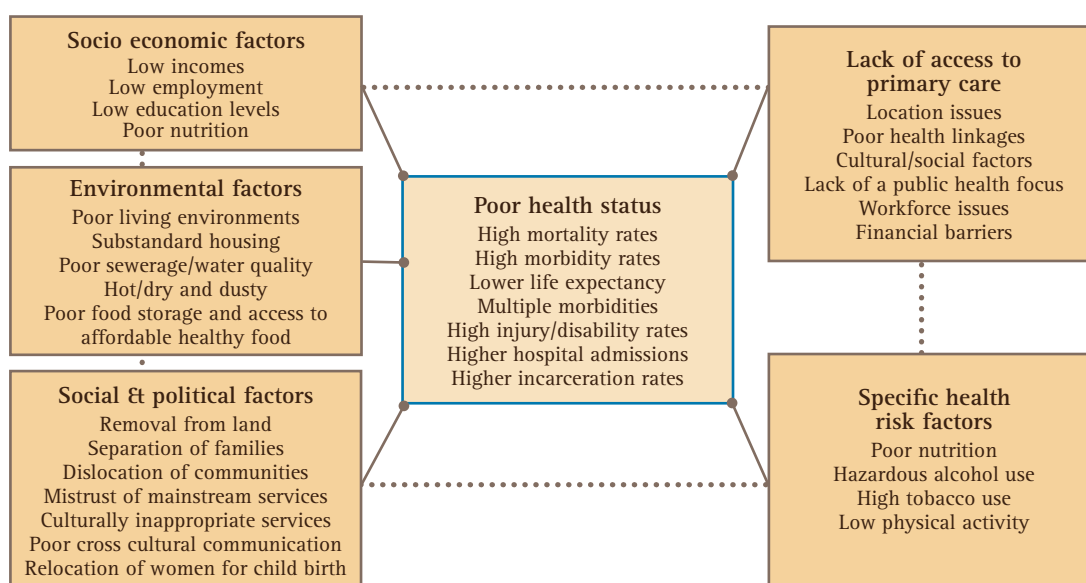 Socio economic factors
Low incomes
Low employment
Low education levels
Poor nutrition
Environmental factors
Poor living environments
Substandard housing
Poor sewerage/water quality
Hot/dry and dusty
Poor food storage and access to
affordable healthy food
Social & political factors
Removal from land
Separation of families
Dislocation of communities
Mistrust of mainstream services
Culturally inappropriate services
Poor cross cultural communication
Relocation of women for child birth
Poor health status
High mortality rates
High morbidity rates
Lower life expectancy
Multiple morbidities
High injury/disability rates
Higher hospital admissions
Higher incarceration rates
Lack of access to
primary care
Location issues
Poor health linkages
Cultural/social factors
Lack of a public health focus
Workforce issues
Financial barriers
Specific health
risk factors
Poor nutrition
Hazardous alcohol use
High tobacco use
Low physical activity